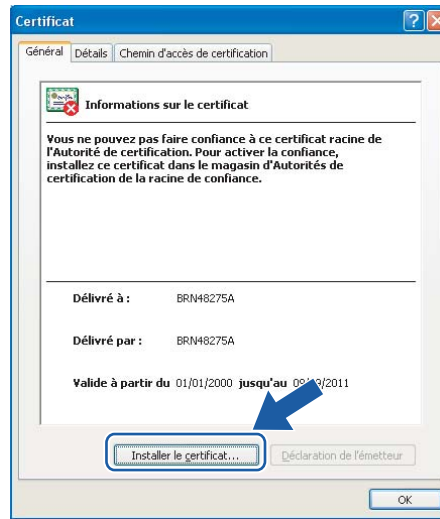 Certificat
Général Détails Chemin d'accès de certification
Informations sur le certificat
Vous ne pouvez pas faire confiance à ce certificat racine de
l'Autorité de certification. Pour activer la confiance,
installez ce certificat dans le magasin d'Autorités de
certification de la racine de confiance.
Délivré à : BRN48275A
Délivré par : BRN48275A
Valide à partir du 01/01/2000 jusqu'au
Installer le certificat... Déclaration de l'émetteur
OK